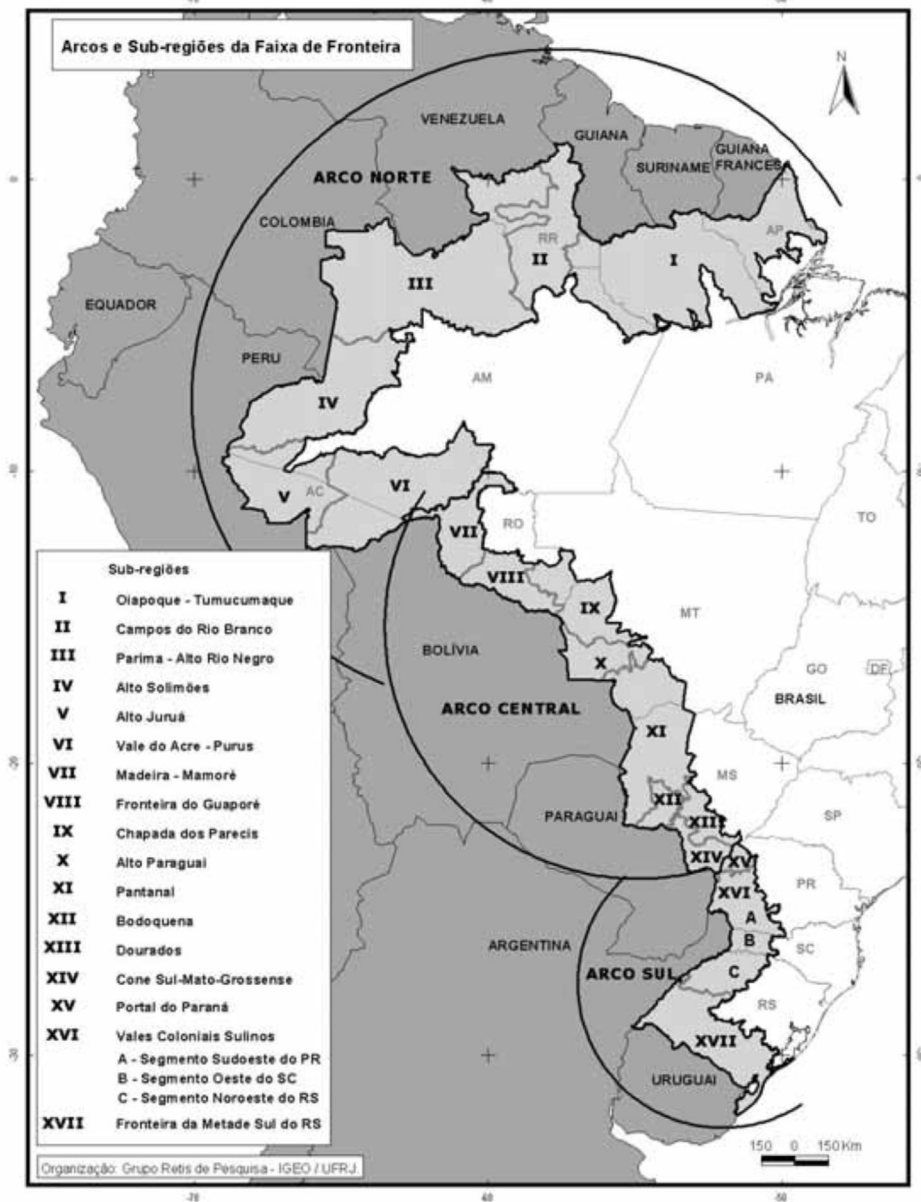 Arcos e Sub-regiões da Faixa de Fronteira
N
VENEZUELA
GUIANA
SURINAME
GUIANA FRANCES
ARCO NORTE
COLOMBIA
AP
RR
II
I
III
EQUADOR
PERU
AM
PA
IV
V
AC
VI
TO
VII
RO
VIII
IX
MT
BOLÍVIA
X
GO
DF
BRASIL
ARCO CENTRAL
XI
MS
XII
PARAGUAI
XIII
SP
XIV
XV
XVI
PR
A
B
SC
ARGENTINA
ARCO SUL
C
RS
XVII
URUGUAI
Sub-regiões
I Oiapoque - Tumucumaque
II Campos do Rio Branco
III Parima - Alto Rio Negro
IV Alto Solimões
V Alto Juruá
VI Vale do Acre - Purus
VII Madeira - Mamoré
VIII Fronteira do Guaporé
IX Chapada dos Parecis
X Alto Paraguai
XI Pantanal
XII Bodoquena
XIII Dourados
XIV Cone Sul-Mato-Grossense
XV Portal do Paraná
XVI Vales Coloniais Sulinos
A - Segmento Sudoeste do PR
B - Segmento Oeste do SC
C - Segmento Noroeste do RS
XVII Fronteira da Metade Sul do RS
150 0 150 Km
Organização: Grupo Retis de Pesquisa - IGEO / UFRJ.